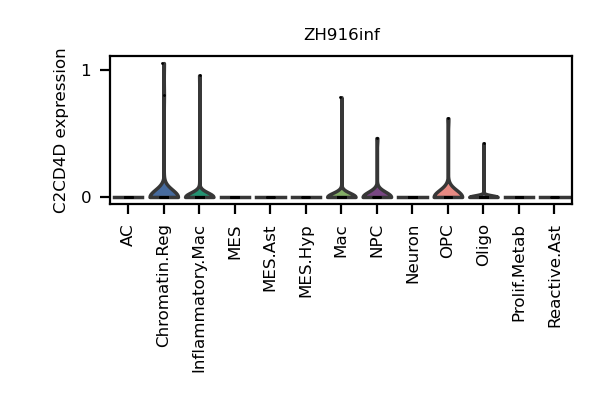 ZH916inf
C2CD4D expression
1
0
AC
Chromatin.Reg
Inflammatory.Mac
MES
MES.Ast
MES.Hyp
Mac
NPC
Neuron
OPC
Oligo
Prolif.Metab
Reactive.Ast